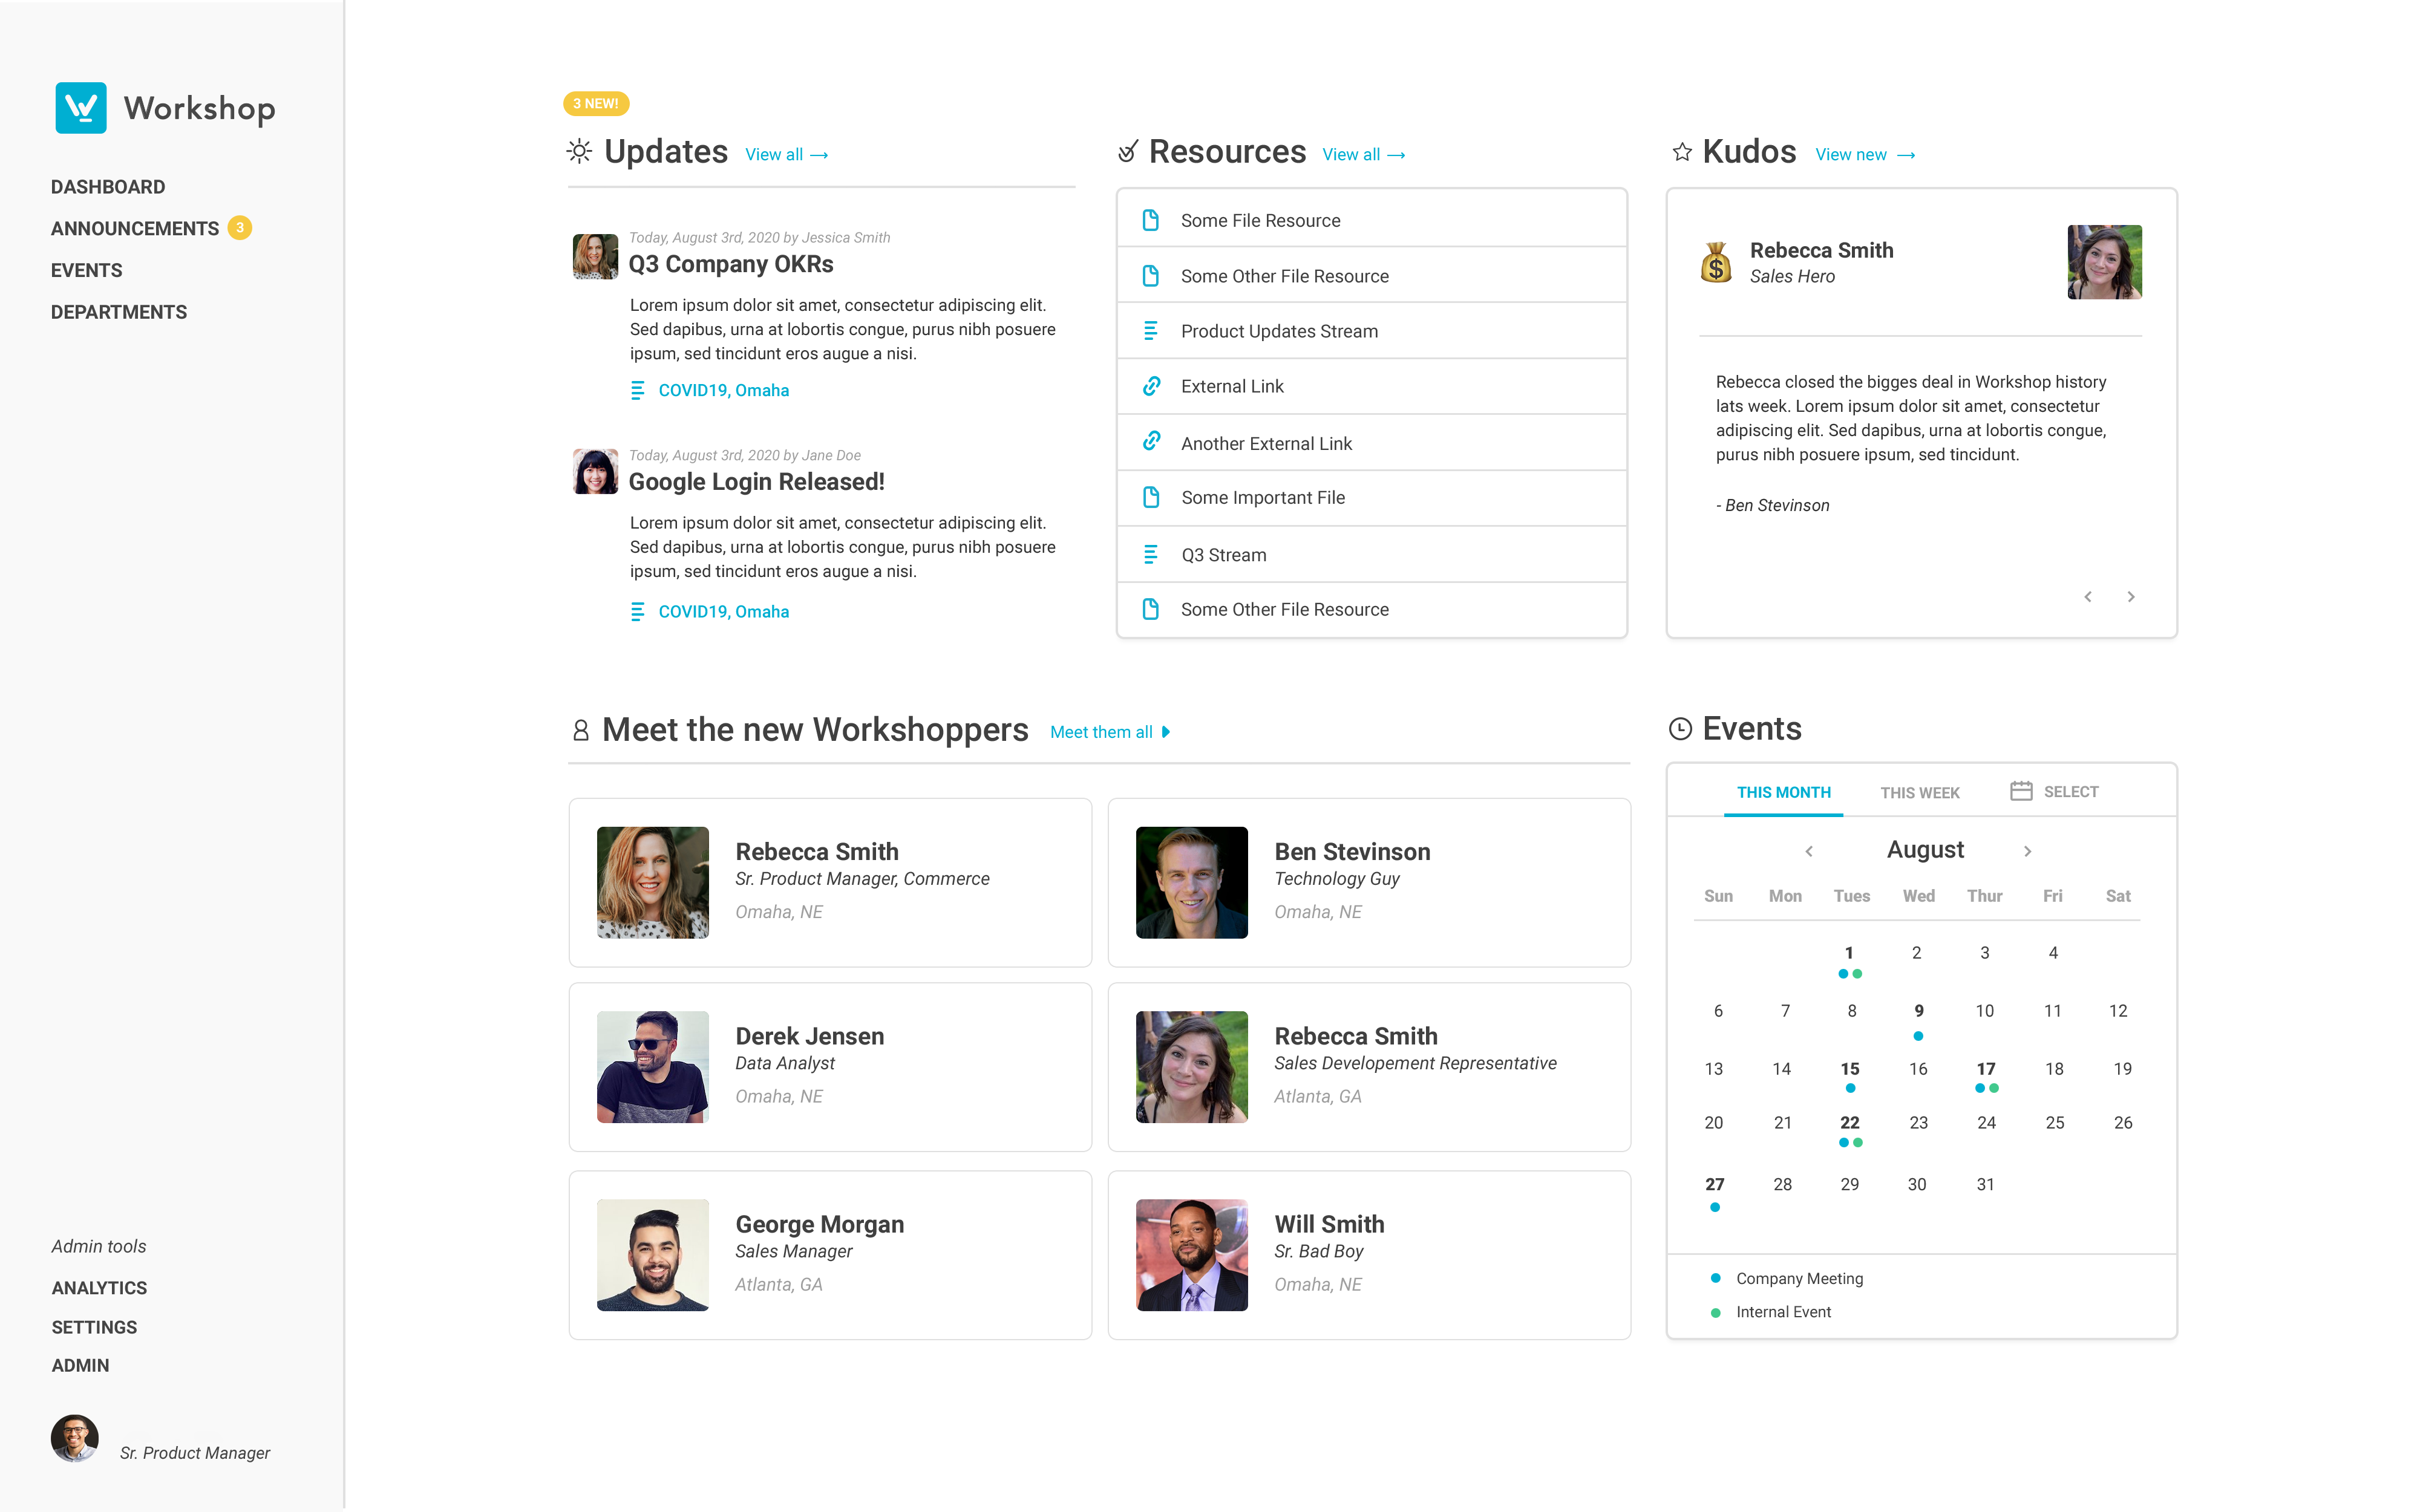 Workshop
DASHBOARD
ANNOUNCEMENTS 3
EVENTS
DEPARTMENTS
Admin tools
ANALYTICS
SETTINGS
ADMIN
Sr. Product Manager
3 NEW!
Updates View all →
Today, August 3rd, 2020 by Jessica Smith
Q3 Company OKRs
Lorem ipsum dolor sit amet, consectetur adipiscing elit.
Sed dapibus, urna at lobortis congue, purus nibh posuere
ipsum, sed tincidunt eros augue a nisi.
COVID19, Omaha
Today, August 3rd, 2020 by Jane Doe
Google Login Released!
Lorem ipsum dolor sit amet, consectetur adipiscing elit.
Sed dapibus, urna at lobortis congue, purus nibh posuere
ipsum, sed tincidunt eros augue a nisi.
COVID19, Omaha
Resources View all →
Some File Resource
Some Other File Resource
Product Updates Stream
External Link
Another External Link
Some Important File
Q3 Stream
Some Other File Resource
Kudos View new →
Rebecca Smith
Sales Hero
Rebecca closed the bigges deal in Workshop history
lats week. Lorem ipsum dolor sit amet, consectetur
adipiscing elit. Sed dapibus, urna at lobortis congue,
purus nibh posuere ipsum, sed tincidunt.
- Ben Stevinson
Meet the new Workshoppers Meet them all
Rebecca Smith
Sr. Product Manager, Commerce
Omaha, NE
Ben Stevinson
Technology Guy
Omaha, NE
Derek Jensen
Data Analyst
Omaha, NE
Rebecca Smith
Sales Developement Representative
Atlanta, GA
George Morgan
Sales Manager
Atlanta, GA
Will Smith
Sr. Bad Boy
Omaha, NE
Events
THIS MONTH THIS WEEK SELECT
August
Sun Mon Tues Wed Thur Fri Sat
1 2 3 4
6 7 8 9 10 11 12
13 14 15 16 17 18 19
20 21 22 23 24 25 26
27 28 29 30 31
Company Meeting
Internal Event